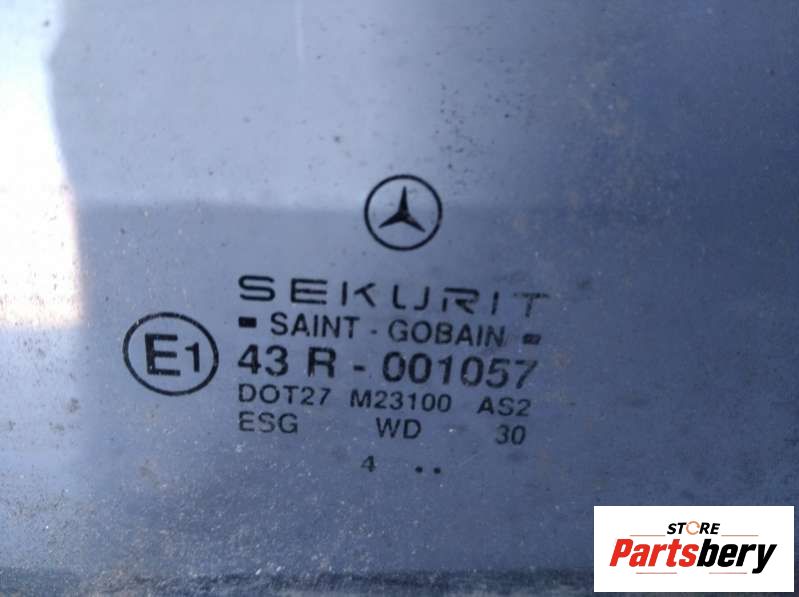 SEKURIT
SAINT - GOBAIN
E1
43 R - 001057
DOT27 M23100 AS2
ESG WD 30
4 ..
STORE
Partsbery